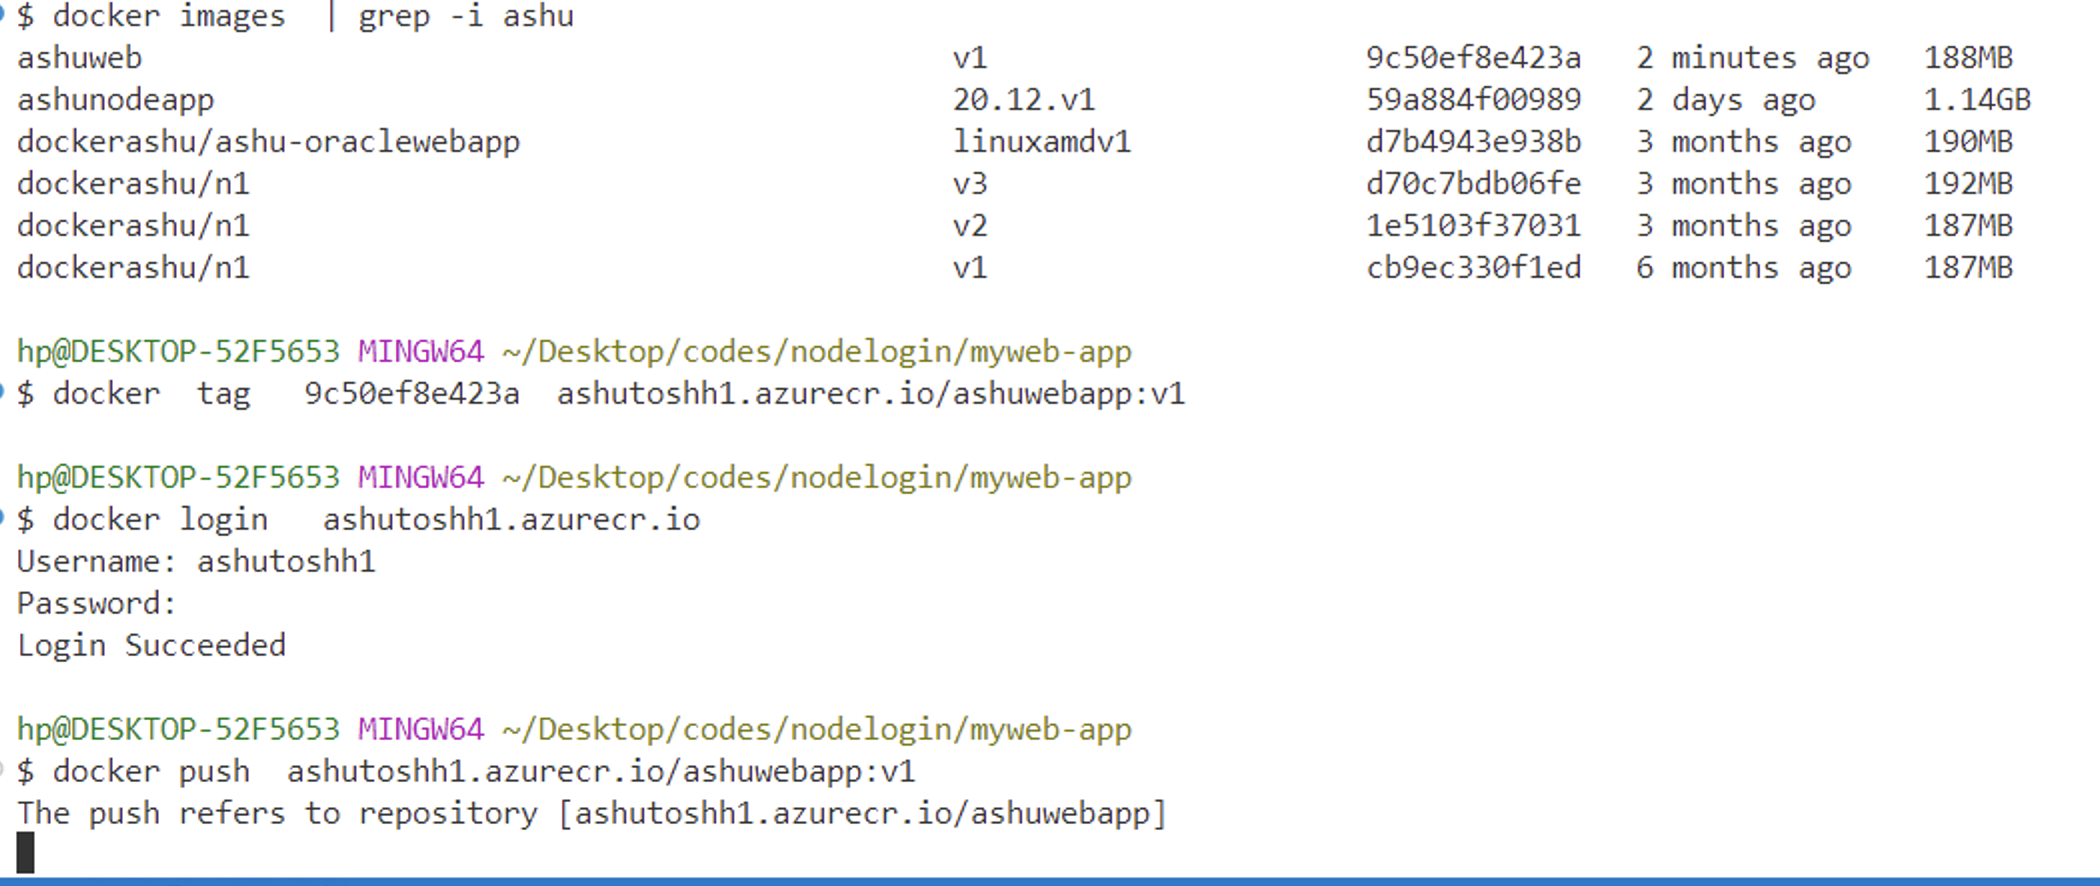 $ docker images  | grep -i ashu
ashuweb v1 9c50ef8e423a 2 minutes ago 188MB
ashunodeapp 20.12.v1 59a884f00989 2 days ago 1.14GB
dockerashu/ashu-oraclewebapp linuxamdv1 d7b4943e938b 3 months ago 190MB
dockerashu/n1 v3 d70c7bdb06fe 3 months ago 192MB
dockerashu/n1 v2 1e5103f37031 3 months ago 187MB
dockerashu/n1 v1 cb9ec330f1ed 6 months ago 187MB
hp@DESKTOP-52F5653 MINGW64 ~/Desktop/codes/nodelogin/myweb-app
$ docker  tag   9c50ef8e423a  ashutoshh1.azurecr.io/ashuwebapp:v1
hp@DESKTOP-52F5653 MINGW64 ~/Desktop/codes/nodelogin/myweb-app
$ docker login   ashutoshh1.azurecr.io
Username: ashutoshh1
Password:
Login Succeeded
hp@DESKTOP-52F5653 MINGW64 ~/Desktop/codes/nodelogin/myweb-app
$ docker push  ashutoshh1.azurecr.io/ashuwebapp:v1
The push refers to repository [ashutoshh1.azurecr.io/ashuwebapp]